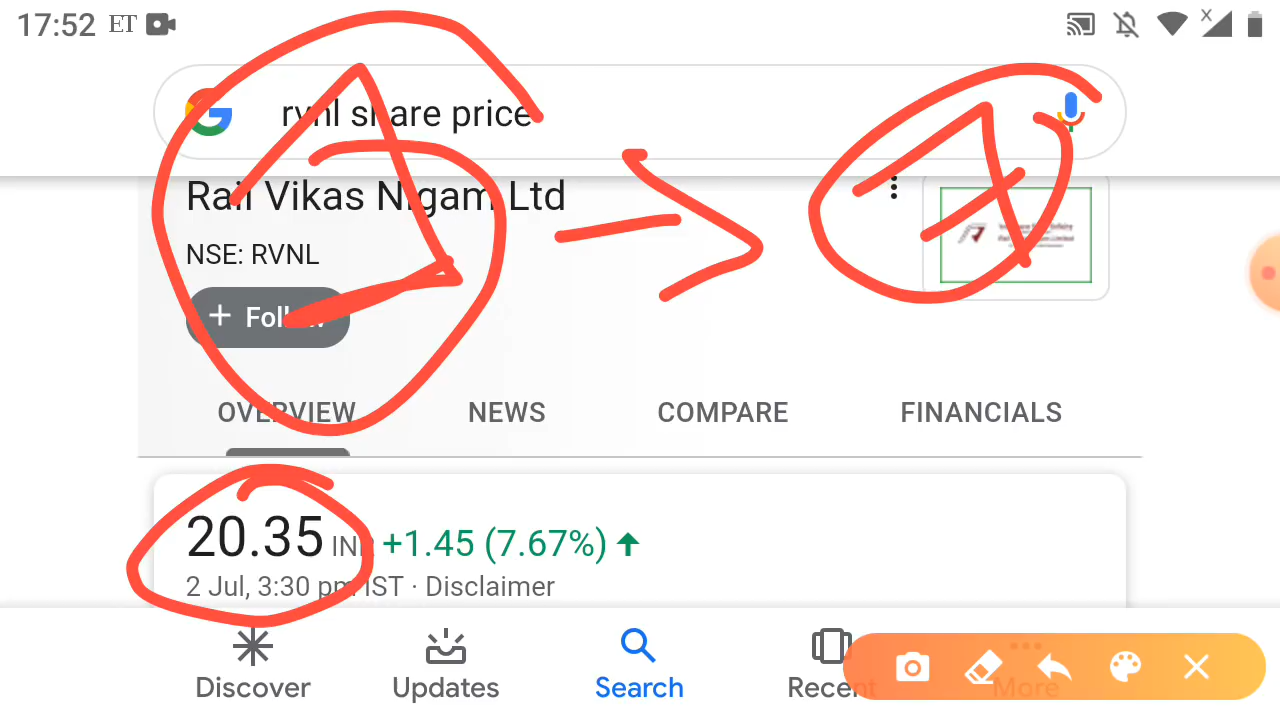 17:52 ET
X
rvnl share price
Rail Vikas Nigam Ltd
NSE: RVNL
+ Follow
OVERVIEW NEWS COMPARE FINANCIALS
20.35 INR +1.45 (7.67%)
2 Jul, 3:30 pm IST · Disclaimer
Discover Updates Search Recent More